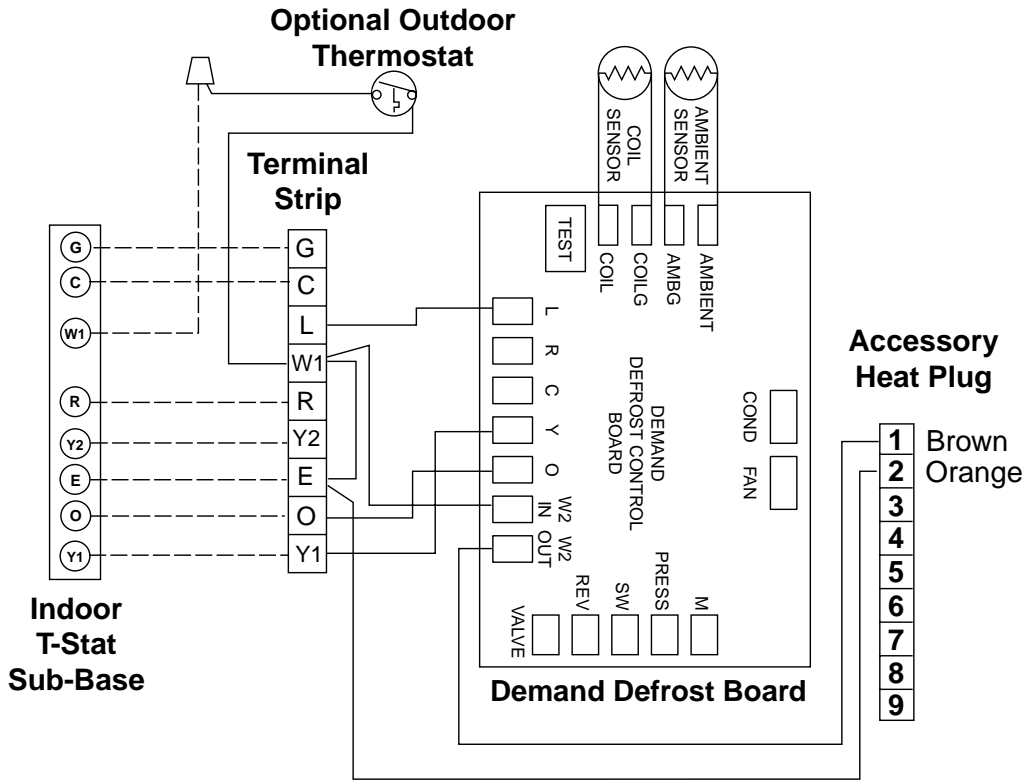 Optional Outdoor
Thermostat
Terminal
Strip
G
C
W1
R
Y2
E
O
Y1
Indoor
T-Stat
Sub-Base
G
C
L
W1
R
Y2
E
O
Y1
COIL
SENSOR
AMBIENT
SENSOR
TEST
COIL
COILG
AMBG
AMBIENT
L
R
C
Y
O
W2
IN
W2
OUT
DEMAND
DEFROST CONTROL
BOARD
COND
FAN
VALVE
REV
SW
PRESS
M
Demand Defrost Board
Accessory
Heat Plug
1 Brown
2 Orange
3
4
5
6
7
8
9